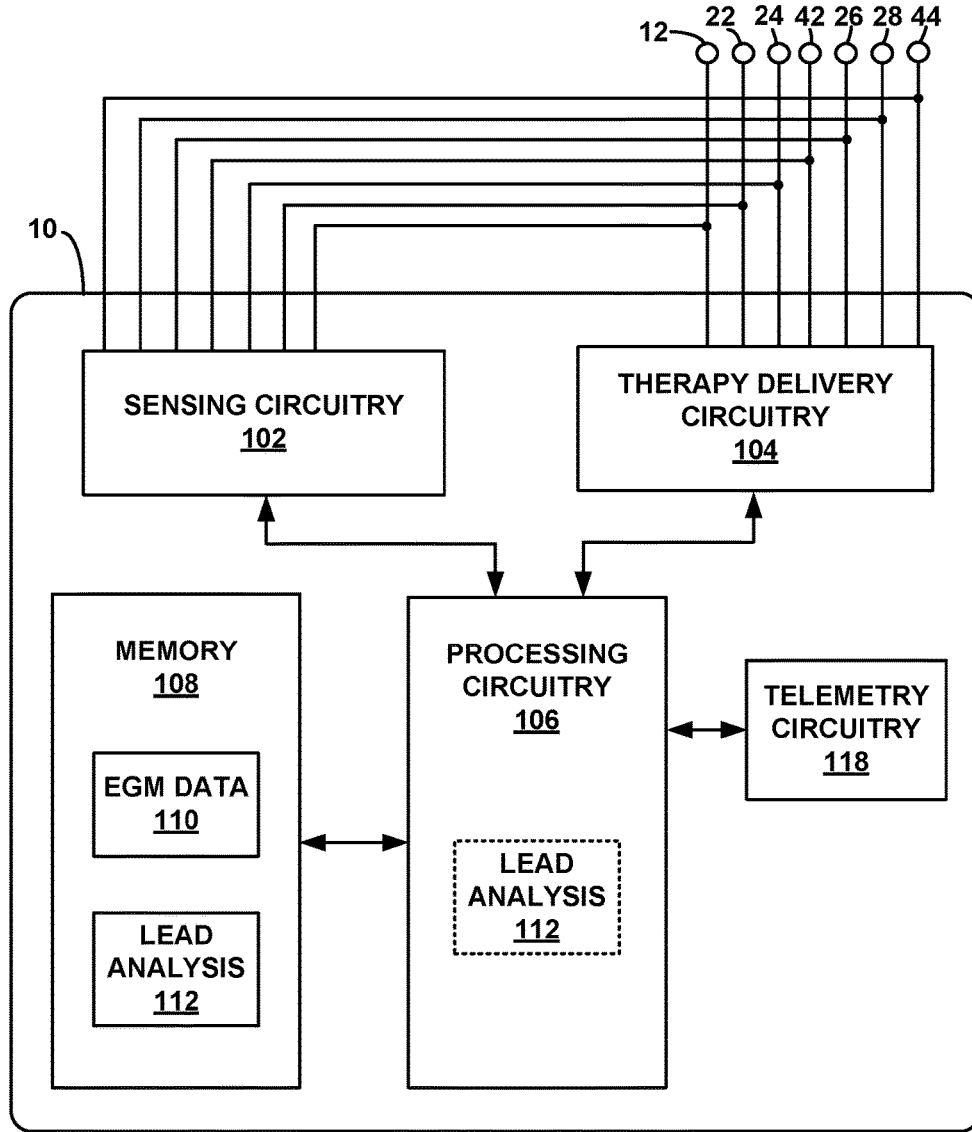 12
22
24
42
26
28
44
10
SENSING CIRCUITRY
102
THERAPY DELIVERY
CIRCUITRY
104
MEMORY
108
EGM DATA
110
LEAD
ANALYSIS
112
PROCESSING
CIRCUITRY
106
LEAD
ANALYSIS
112
TELEMETRY
CIRCUITRY
118